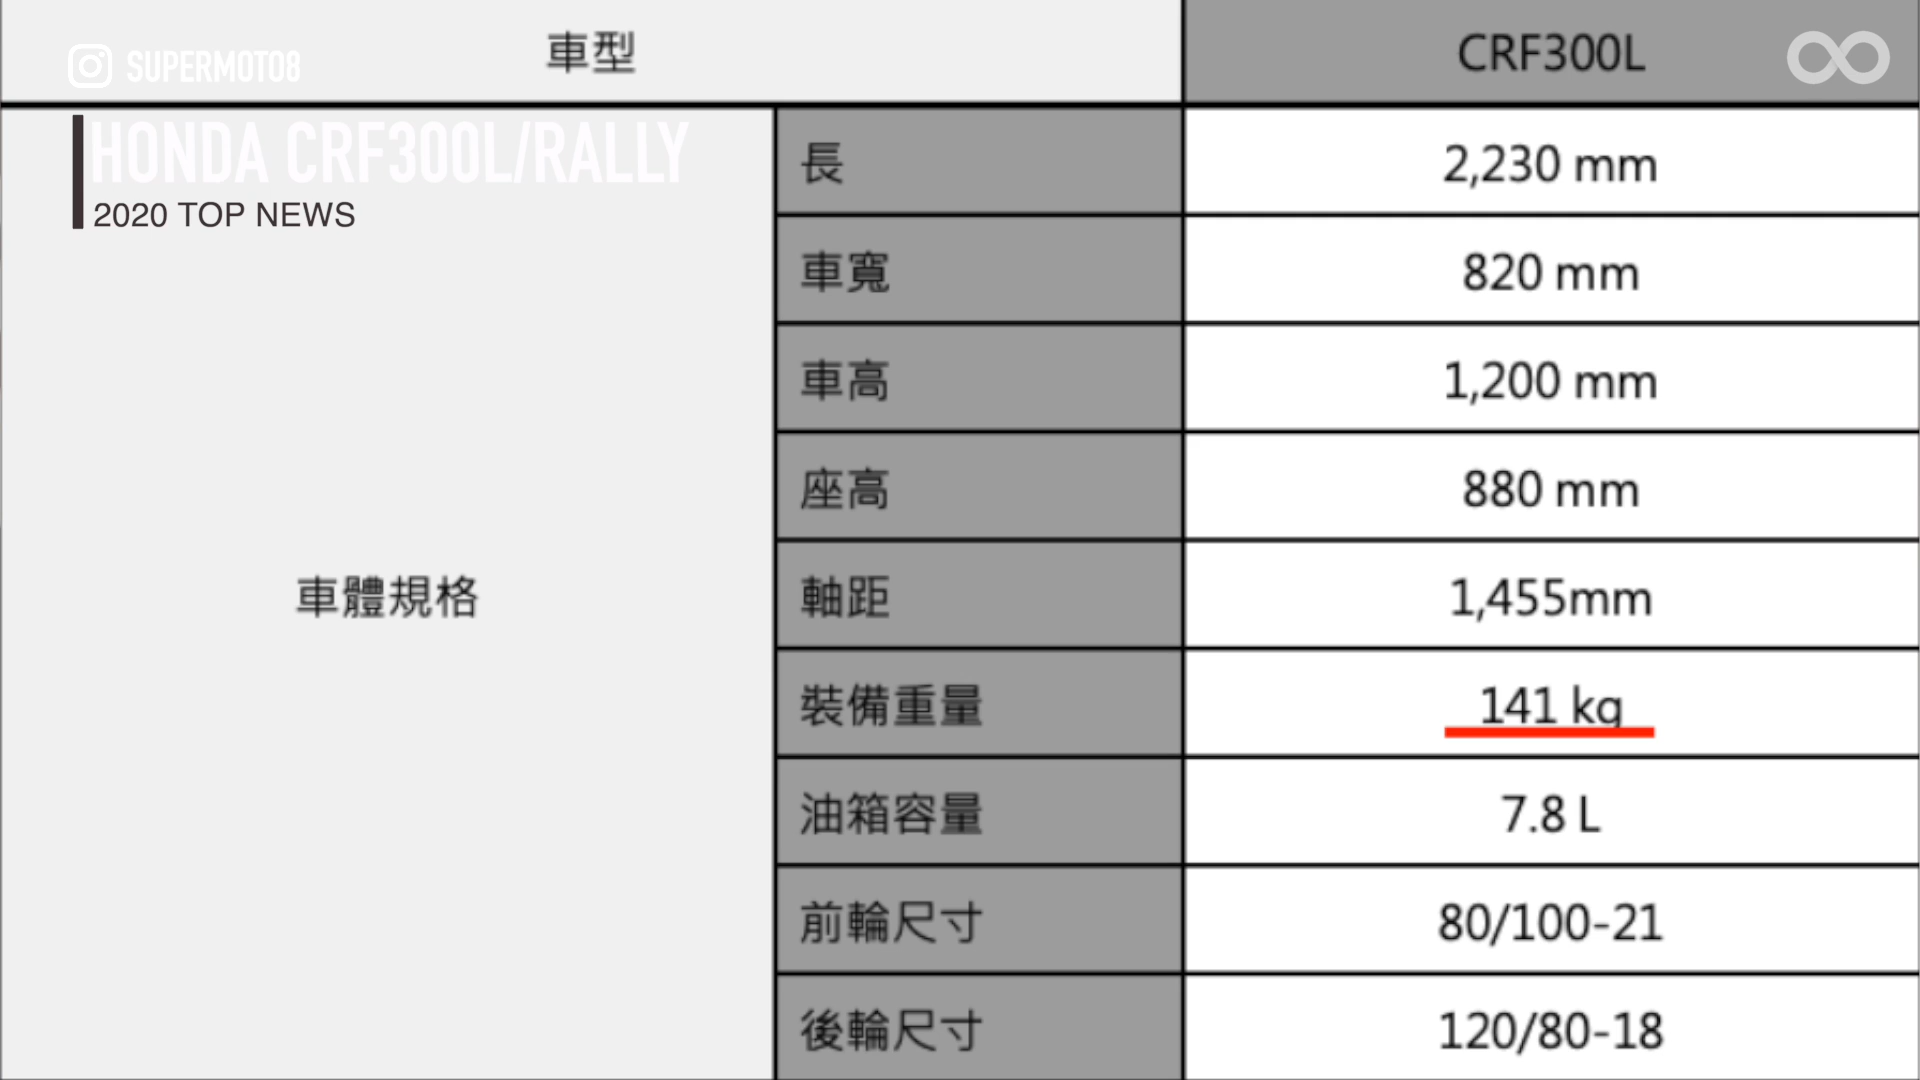 車型 CRF300L
SUPERMOTO8
HONDA CRF300L/RALLY
2020 TOP NEWS
車體規格
長 2,230 mm
車寬 820 mm
車高 1,200 mm
座高 880 mm
軸距 1,455mm
裝備重量 141 kg
油箱容量 7.8 L
前輪尺寸 80/100-21
後輪尺寸 120/80-18